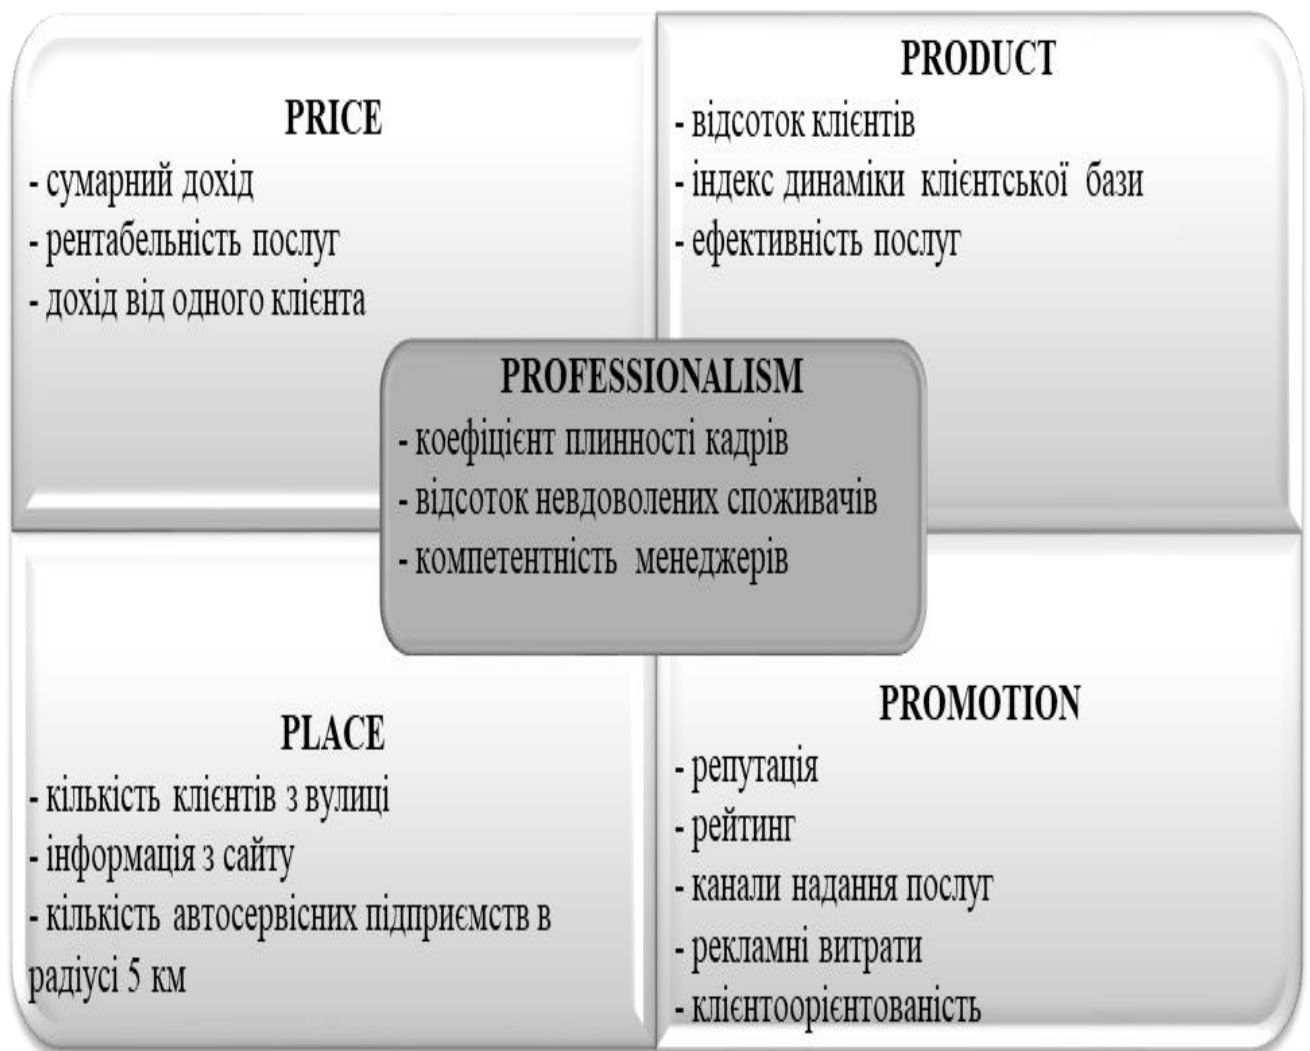 PRICE
- сумарний дохід
- рентабельність послуг
- дохід від одного клієнта
PRODUCT
- відсоток клієнтів
- індекс динаміки клієнтської бази
- ефективність послуг
PROFESSIONALISM
- коефіцієнт плинності кадрів
- відсоток невдоволених споживачів
- компетентність менеджерів
PLACE
- кількість клієнтів з вулиці
- інформація з сайту
- кількість автосервісних підприємств в
радіусі 5 км
PROMOTION
- репутація
- рейтинг
- канали надання послуг
- рекламні витрати
- клієнтоорієнтованість